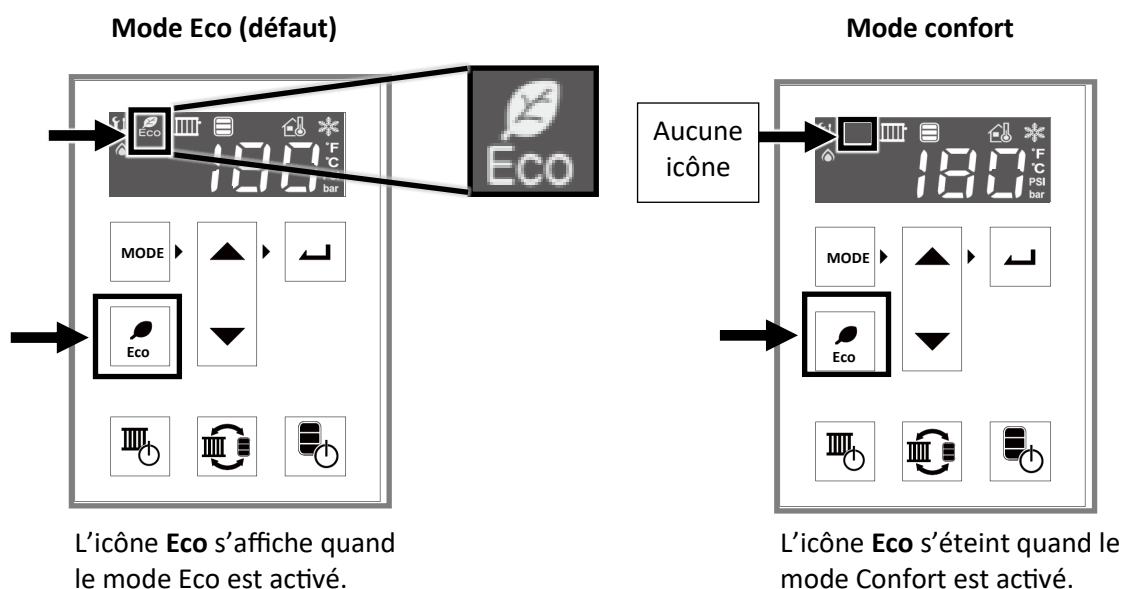 Mode Eco (défaut)
Mode confort
Eco
Eco
180
°F
°C
bar
MODE
Eco
L’icône Eco s’affiche quand
le mode Eco est activé.
Aucune
icône
180
°F
°C
PSI
bar
MODE
Eco
L’icône Eco s’éteint quand le
mode Confort est activé.